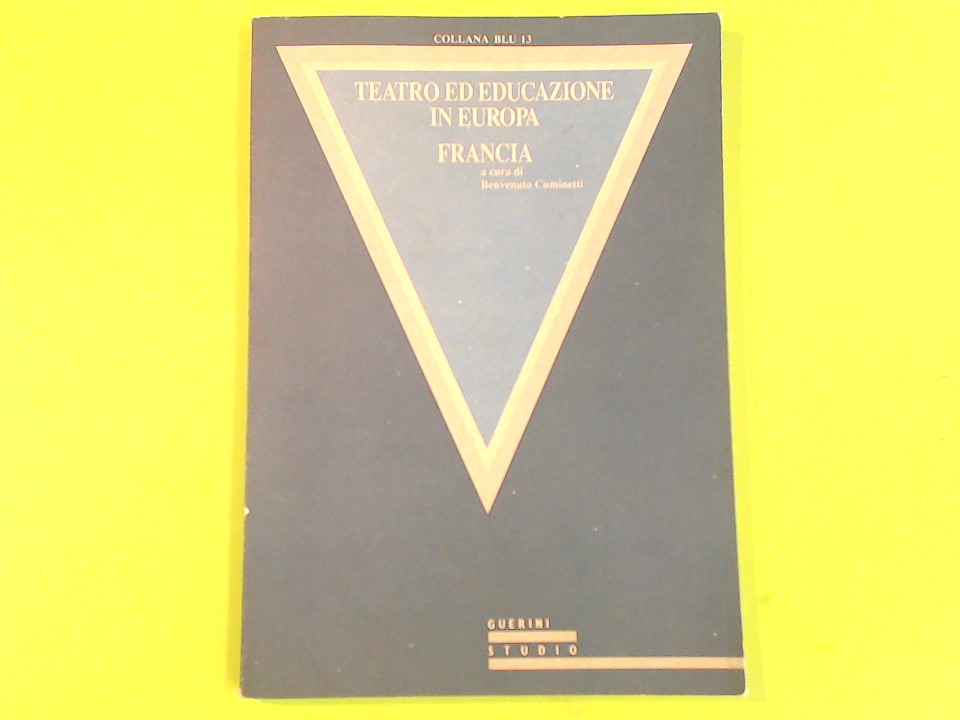 COLLANA BLU 13
TEATRO ED EDUCAZIONE
IN EUROPA
FRANCIA
a cura di
Benvenuto Cuminetti
GUERINI
STUDIO